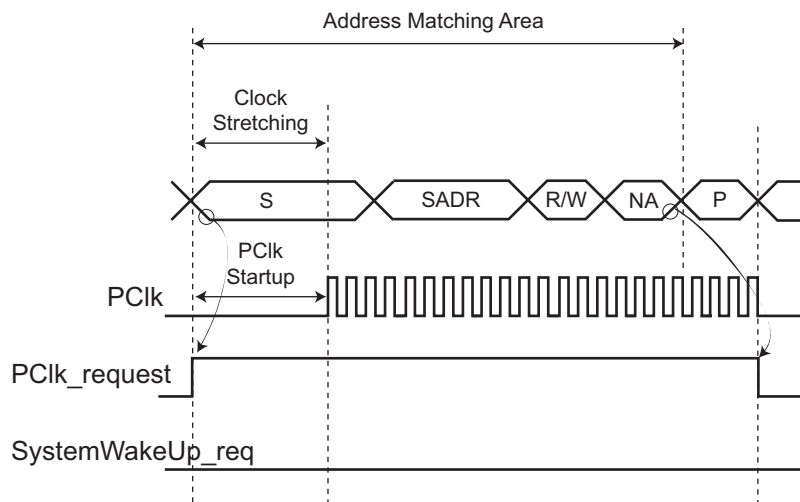 Address Matching Area
Clock
Stretching
S
SADR
R/W
NA
P
PClk
Startup
PClk
PClk_request
SystemWakeUp_req